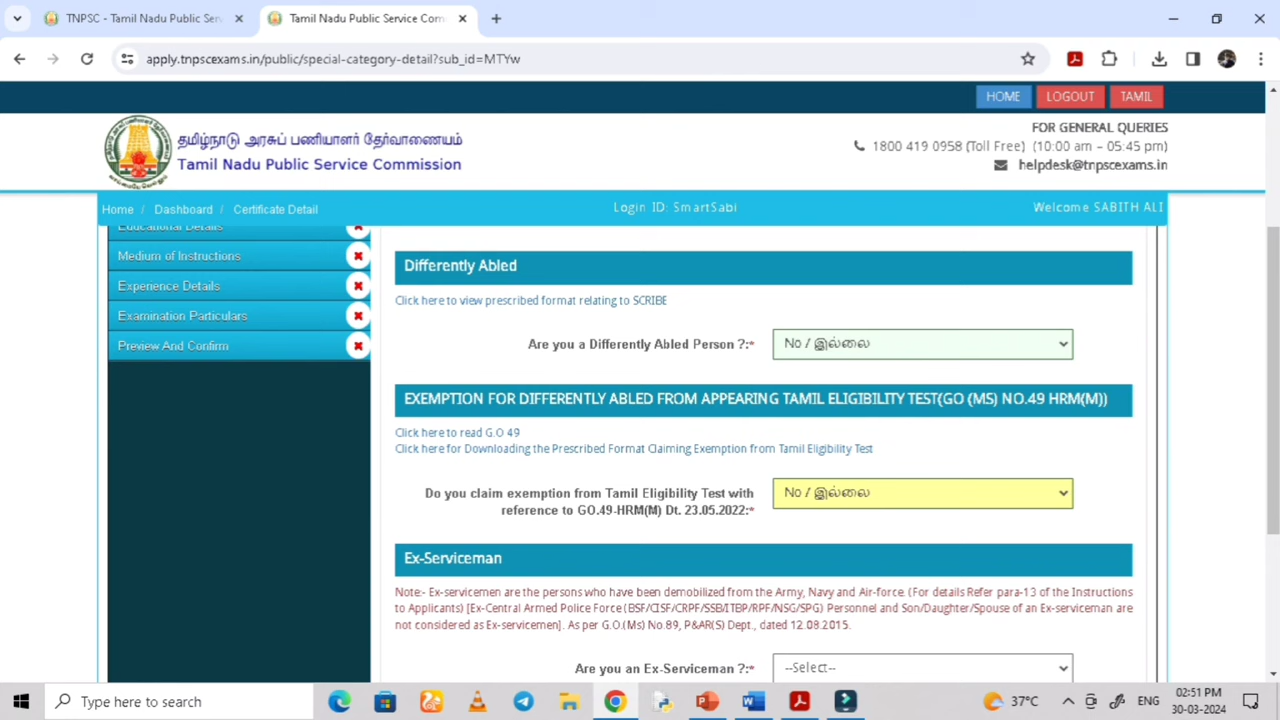 TNPSC - Tamil Nadu Public Ser
Tamil Nadu Public Service Com
apply.tnpscexams.in/public/special-category-detail?sub_id=MTYw
HOME
LOGOUT
TAMIL
தமிழ்நாடு அரசுப் பணியாளர் தேர்வாணையம்
Tamil Nadu Public Service Commission
FOR GENERAL QUERIES
1800 419 0958 (Toll Free) (10:00 am – 05:45 pm)
helpdesk@tnpscexams.in
Home / Dashboard / Certificate Detail
Login ID: SmartSabi
Welcome SABITH ALI
Educational Details
Medium of Instructions
Experience Details
Examination Particulars
Preview And Confirm
Differently Abled
Click here to view prescribed format relating to SCRIBE
Are you a Differently Abled Person ?:*
No / இல்லை
EXEMPTION FOR DIFFERENTLY ABLED FROM APPEARING TAMIL ELIGIBILITY TEST(GO (MS) NO.49 HRM(M))
Click here to read G.O 49
Click here for Downloading the Prescribed Format Claiming Exemption from Tamil Eligibility Test
Do you claim exemption from Tamil Eligibility Test with
reference to GO.49-HRM(M) Dt. 23.05.2022:*
No / இல்லை
Ex-Serviceman
Note:- Ex-servicemen are the persons who have been demobilized from the Army, Navy and Air-force. (For details Refer para-13 of the Instructions
to Applicants) [Ex-Central Armed Police Force (BSF/CISF/CRPF/SSB/ITBP/RPF/NSG/SPG) Personnel and Son/Daughter/Spouse of an Ex-serviceman are
not considered as Ex-servicemen]. As per G.O.(Ms) No.89, P&AR(S) Dept., dated 12.08.2015.
Are you an Ex-Serviceman ?:*
--Select--
Type here to search
37°C
ENG
02:51 PM
30-03-2024